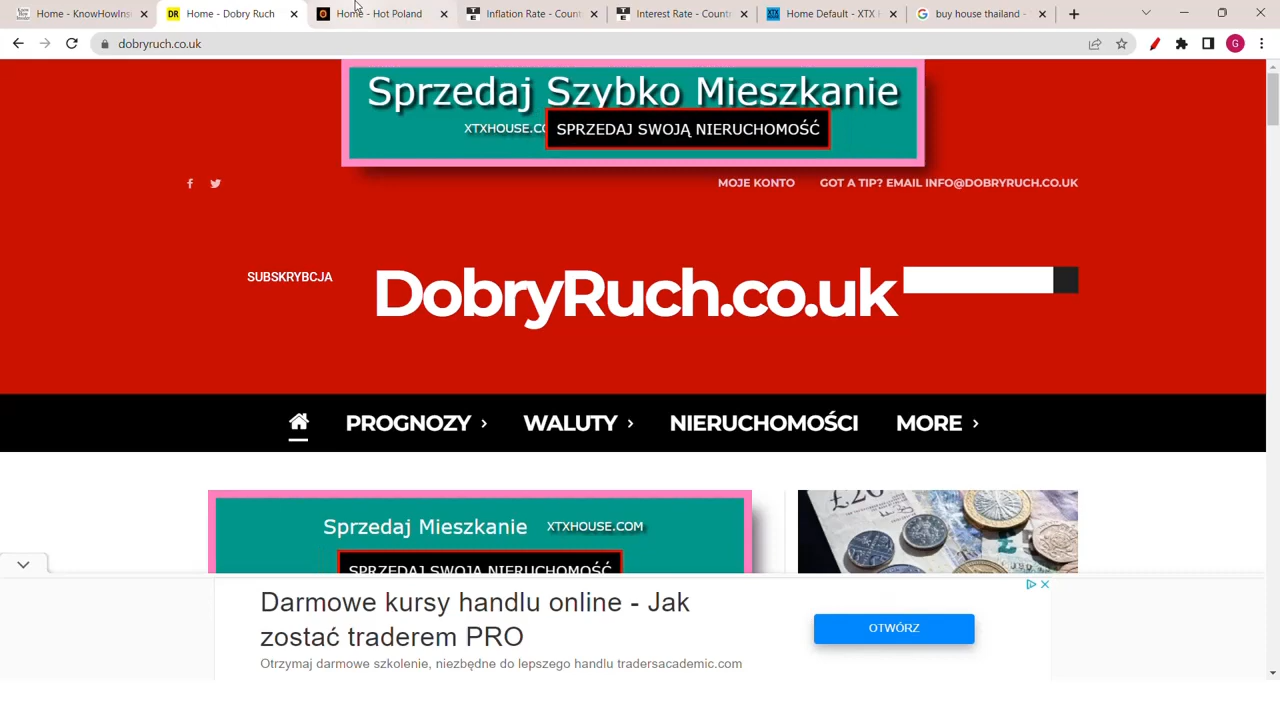 Home - KnowHowIns
Home - Dobry Ruch
Home - Hot Poland
Inflation Rate - Count
Interest Rate - Countr
Home Default - XTX H
buy house thailand -
dobryruch.co.uk
G
Sprzedaj Szybko Mieszkanie
XTXHOUSE.CO
SPRZEDAJ SWOJĄ NIERUCHOMOŚĆ
MOJE KONTO
GOT A TIP? EMAIL INFO@DOBRYRUCH.CO.UK
SUBSKRYBCJA
DobryRuch.co.uk
PROGNOZY
WALUTY
NIERUCHOMOŚCI
MORE
Sprzedaj Mieszkanie
XTXHOUSE.COM
SPRZEDAJ SWOJĄ NIERUCHOMOŚĆ
£20
Darmowe kursy handlu online - Jak
zostać traderem PRO
Otrzymaj darmowe szkolenie, niezbędne do lepszego handlu tradersacademic.com
OTWÓRZ